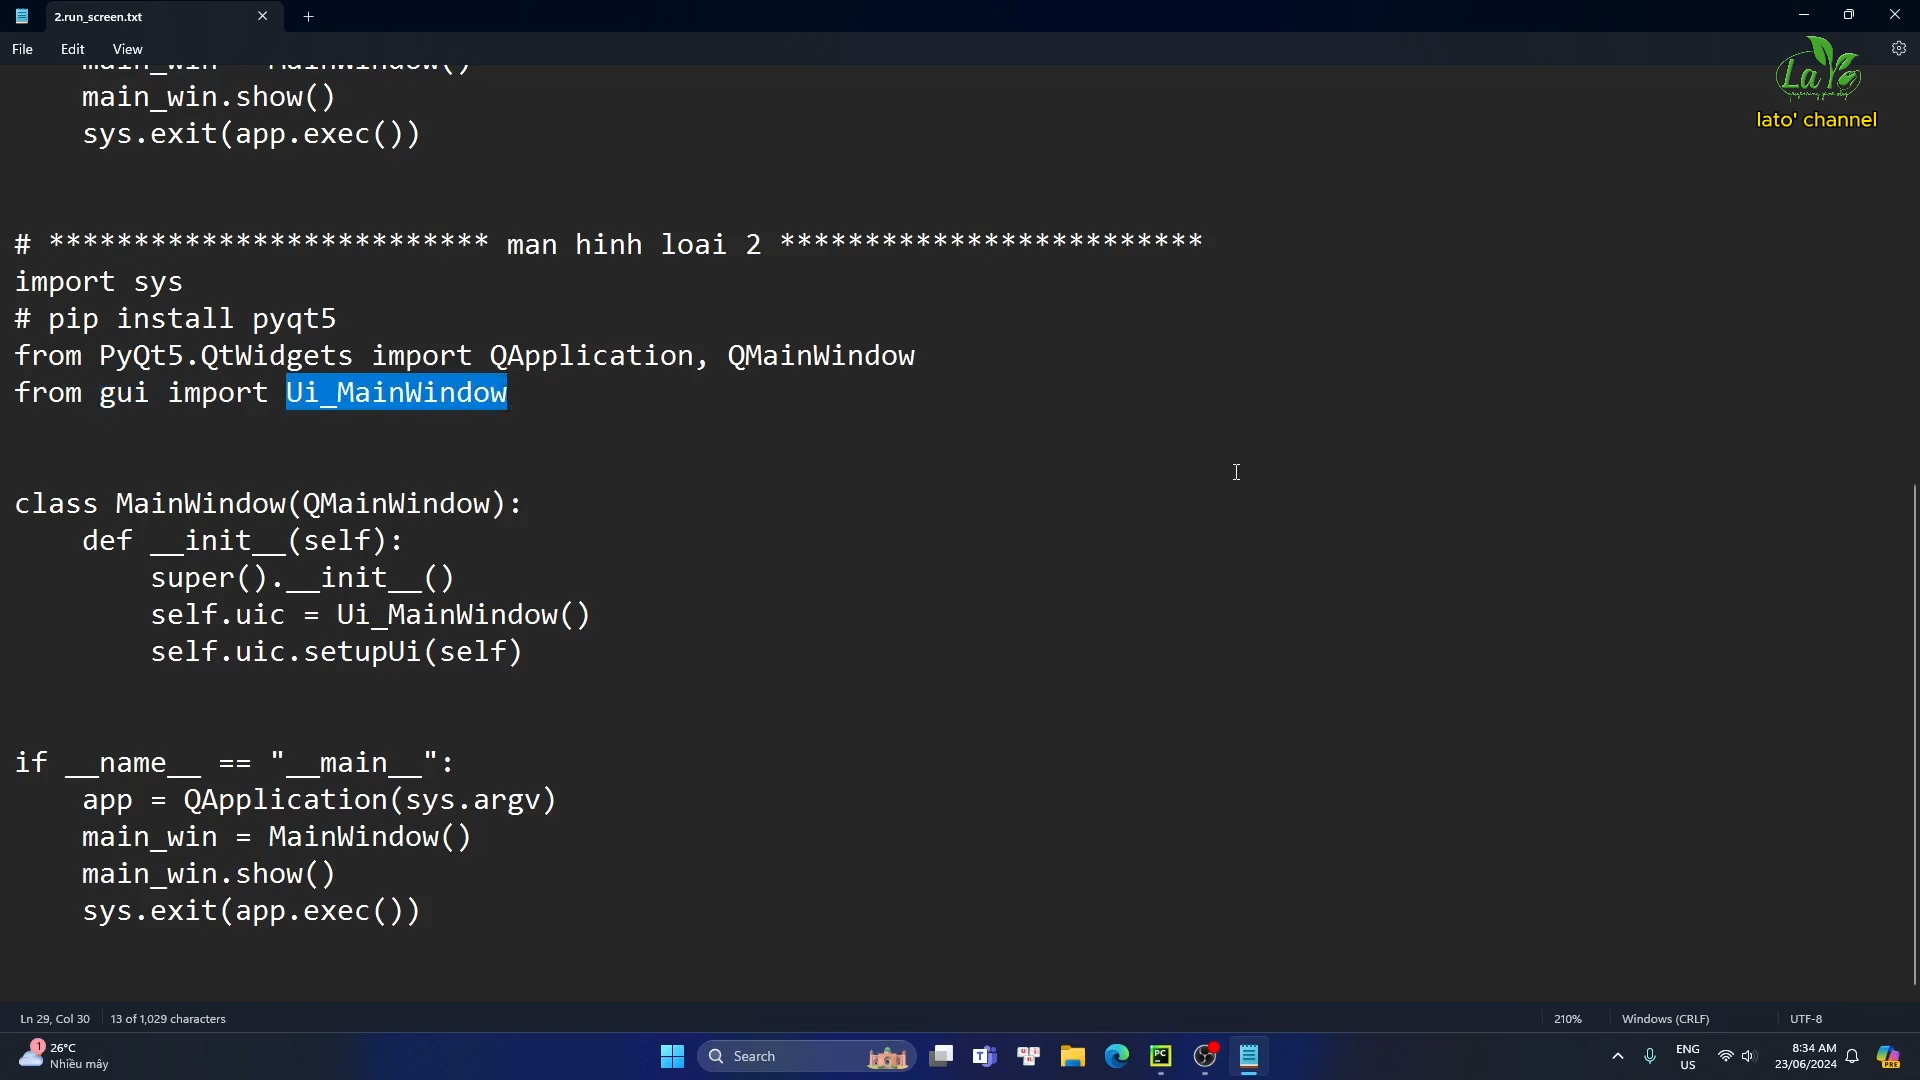 2.run_screen.txt
File Edit View
main_win = MainWindow()
main_win.show()
sys.exit(app.exec())
# ************************** man hinh loai 2 *************************
import sys
# pip install pyqt5
from PyQt5.QtWidgets import QApplication, QMainWindow
from gui import Ui_MainWindow
class MainWindow(QMainWindow):
def __init__(self):
super().__init__()
self.uic = Ui_MainWindow()
self.uic.setupUi(self)
if __name__ == "__main__":
app = QApplication(sys.argv)
main_win = MainWindow()
main_win.show()
sys.exit(app.exec())
lato' channel
Ln 29, Col 30 13 of 1,029 characters 210% Windows (CRLF) UTF-8
1
26°C
Nhiều mây
Search
ENG
US
8:34 AM
23/06/2024